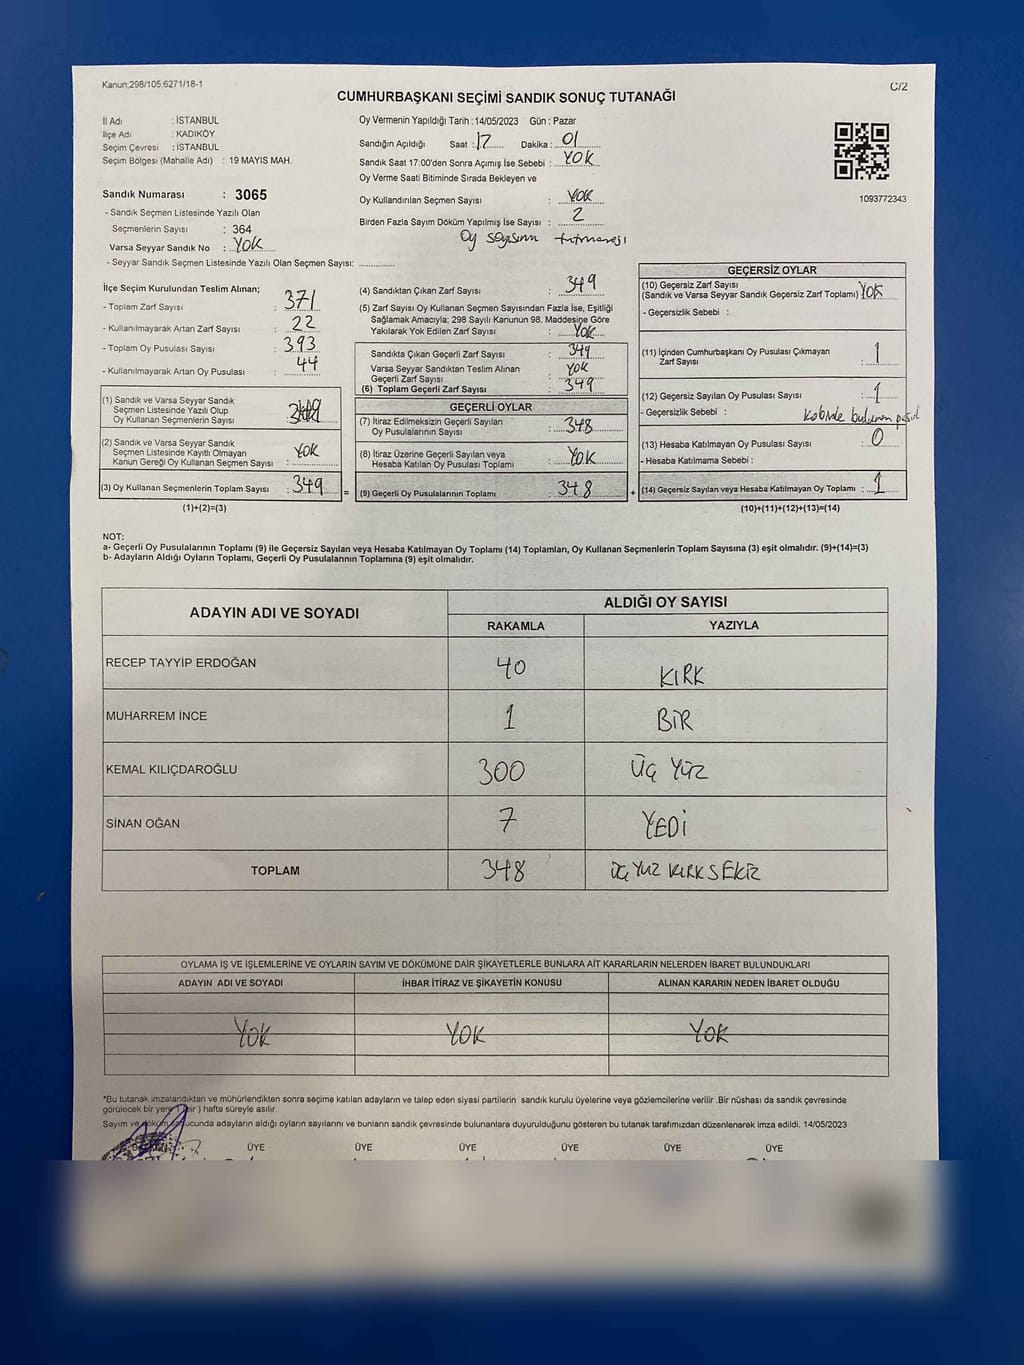 Kanun;298/105;6271/18-1
C/2
CUMHURBAŞKANI SEÇİMİ SANDIK SONUÇ TUTANAĞI
İl Adı : İSTANBUL
İlçe Adı : KADIKÖY
Seçim Çevresi : İSTANBUL
Seçim Bölgesi (Mahalle Adı) : 19 MAYIS MAH.
Sandık Numarası : 3065
- Sandık Seçmen Listesinde Yazılı Olan
Seçmenlerin Sayısı : 364
Varsa Seyyar Sandık No : YOK
- Seyyar Sandık Seçmen Listesinde Yazılı Olan Seçmen Sayısı: ............
Oy Vermenin Yapıldığı Tarih : 14/05/2023 Gün : Pazar
Sandığın Açıldığı Saat : 17 Dakika : 01
Sandık Saat 17:00'den Sonra Açımış İse Sebebi : YOK
Oy Verme Saati Bitiminde Sırada Bekleyen ve
Oy Kullandırılan Seçmen Sayısı : YOK
Birden Fazla Sayım Döküm Yapılmış İse Sayısı : 2
Oy sayısının tutmayışı
1093772343
İlçe Seçim Kurulundan Teslim Alınan;
- Toplam Zarf Sayısı : 371
- Kullanılmayarak Artan Zarf Sayısı : 22
- Toplam Oy Pusulası Sayısı : 393
- Kullanılmayarak Artan Oy Pusulası : 44
(1) Sandık ve Varsa Seyyar Sandık
Seçmen Listesinde Yazılı Olup
Oy Kullanan Seçmenlerin Sayısı :
(2) Sandık ve Varsa Seyyar Sandık
Seçmen Listesinde Kayıtlı Olmayan
Kanun Gereği Oy Kullanan Seçmen Sayısı : YOK
(3) Oy Kullanan Seçmenlerin Toplam Sayısı : 349 =
(1)+(2)=(3)
(4) Sandıktan Çıkan Zarf Sayısı : 349
(5) Zarf Sayısı Oy Kullanan Seçmen Sayısından Fazla İse, Eşitliği
Sağlamak Amacıyla; 298 Sayılı Kanunun 98. Maddesine Göre
Yakılarak Yok Edilen Zarf Sayısı : YOK
Sandıkta Çıkan Geçerli Zarf Sayısı : 349
Varsa Seyyar Sandıktan Teslim Alınan
Geçerli Zarf Sayısı : YOK
(6) Toplam Geçerli Zarf Sayısı : 349
GEÇERLİ OYLAR
(7) İtiraz Edilmeksizin Geçerli Sayılan
Oy Pusulalarının Sayısı : 348
(8) İtiraz Üzerine Geçerli Sayılan veya
Hesaba Katılan Oy Pusulası Toplamı : YOK
(9) Geçerli Oy Pusulalarının Toplamı : 348 +
GEÇERSİZ OYLAR
(10) Geçersiz Zarf Sayısı
(Sandık ve Varsa Seyyar Sandık Geçersiz Zarf Toplamı) YOK
- Geçersizlik Sebebi :
(11) İçinden Cumhurbaşkanı Oy Pusulası Çıkmayan
Zarf Sayısı : 1
(12) Geçersiz Sayılan Oy Pusulası Sayısı : 1
- Geçersizlik Sebebi : Kabinde bulunan
(13) Hesaba Katılmayan Oy Pusulası Sayısı : 0
- Hesaba Katılmama Sebebi :
(14) Geçersiz Sayılan veya Hesaba Katılmayan Oy Toplamı : 1
(10)+(11)+(12)+(13)=(14)
NOT:
a- Geçerli Oy Pusulalarının Toplamı (9) ile Geçersiz Sayılan veya Hesaba Katılmayan Oy Toplamı (14) Toplamları, Oy Kullanan Seçmenlerin Toplam Sayısına (3) eşit olmalıdır. (9)+(14)=(3)
b- Adayların Aldığı Oyların Toplamı, Geçerli Oy Pusulalarının Toplamına (9) eşit olmalıdır.
ADAYIN ADI VE SOYADI ALDIĞI OY SAYISI
RAKAMLA YAZIYLA
RECEP TAYYİP ERDOĞAN 40 KIRK
MUHARREM İNCE 1 BİR
KEMAL KILIÇDAROĞLU 300 ÜÇ YÜZ
SİNAN OĞAN 7 YEDİ
TOPLAM 348 ÜÇ YÜZ KIRK SEKİZ
OYLAMA İŞ VE İŞLEMLERİNE VE OYLARIN SAYIM VE DÖKÜMÜNE DAİR ŞİKAYETLERLE BUNLARA AİT KARARLARIN NELERDEN İBARET BULUNDUKLARI
ADAYIN ADI VE SOYADI İHBAR İTİRAZ VE ŞİKAYETİN KONUSU ALINAN KARARIN NEDEN İBARET OLDUĞU
YOK YOK YOK
"Bu tutanak imzalandıktan ve mühürlendikten sonra seçime katılan adayların ve talep eden siyasi partilerin sandık kurulu üyelerine veya gözlemcilerine verilir .Bir nüshası da sandık çevresinde
görülecek bir yere 1 (bir) hafta süreyle asılır.
Sayım ve döküm sonucunda adayların aldığı oyların sayılarını ve bunların sandık çevresinde bulunanlara duyurulduğunu gösteren bu tutanak tarafımızdan düzenlenerek imza edildi. 14/05/2023
ÜYE ÜYE ÜYE ÜYE ÜYE ÜYE